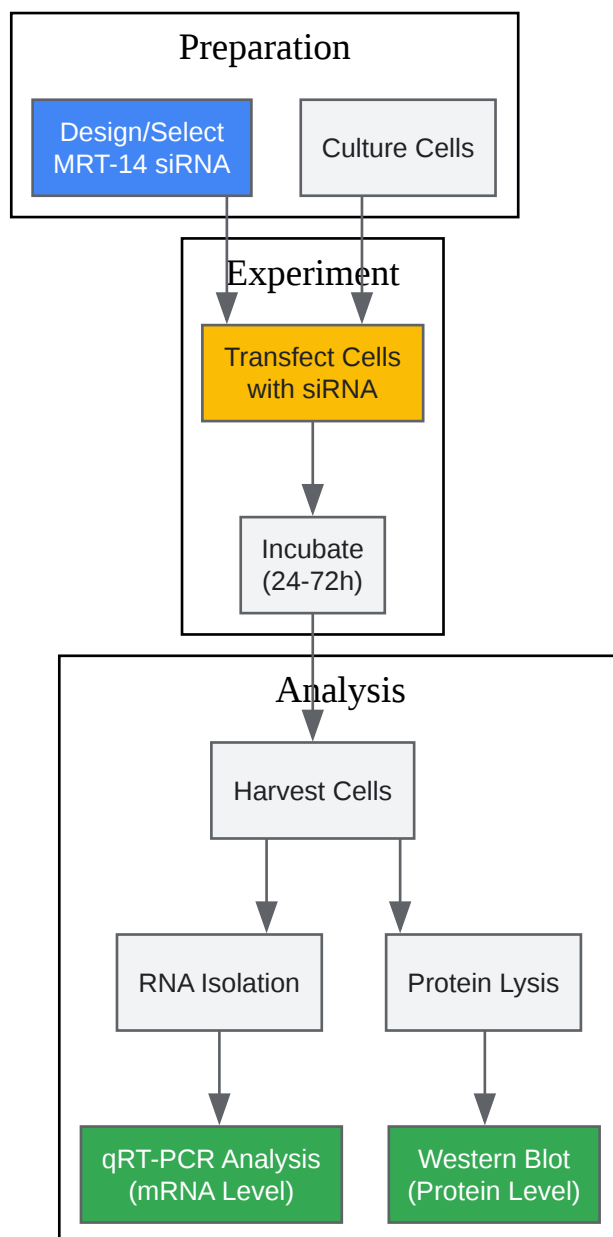 Preparation
Design/Select
MRT-14 siRNA
Culture Cells
Experiment
Transfect Cells
with siRNA
Incubate
(24-72h)
Analysis
Harvest Cells
RNA Isolation
Protein Lysis
qRT-PCR Analysis
(mRNA Level)
Western Blot
(Protein Level)